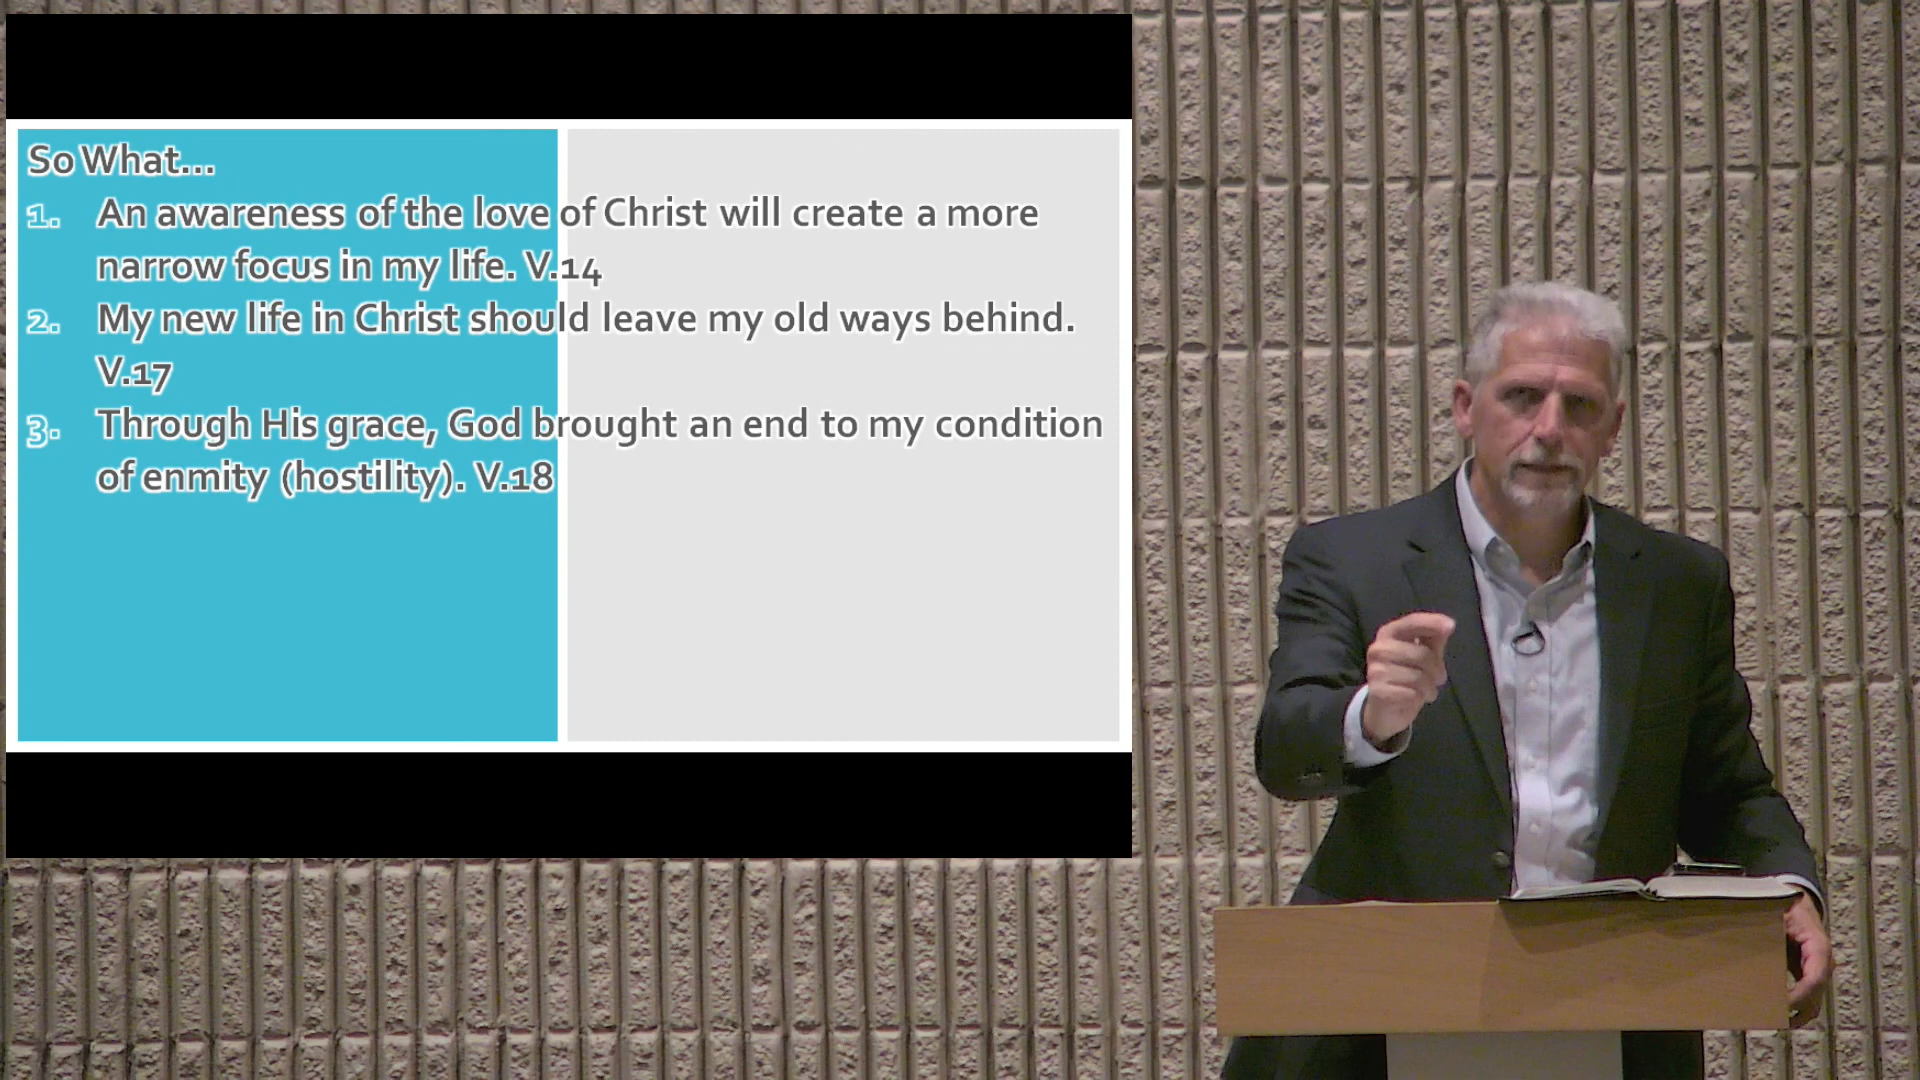 So What...
1. An awareness of the love of Christ will create a more
narrow focus in my life. V.14
2. My new life in Christ should leave my old ways behind.
V.17
3. Through His grace, God brought an end to my condition
of enmity (hostility). V.18